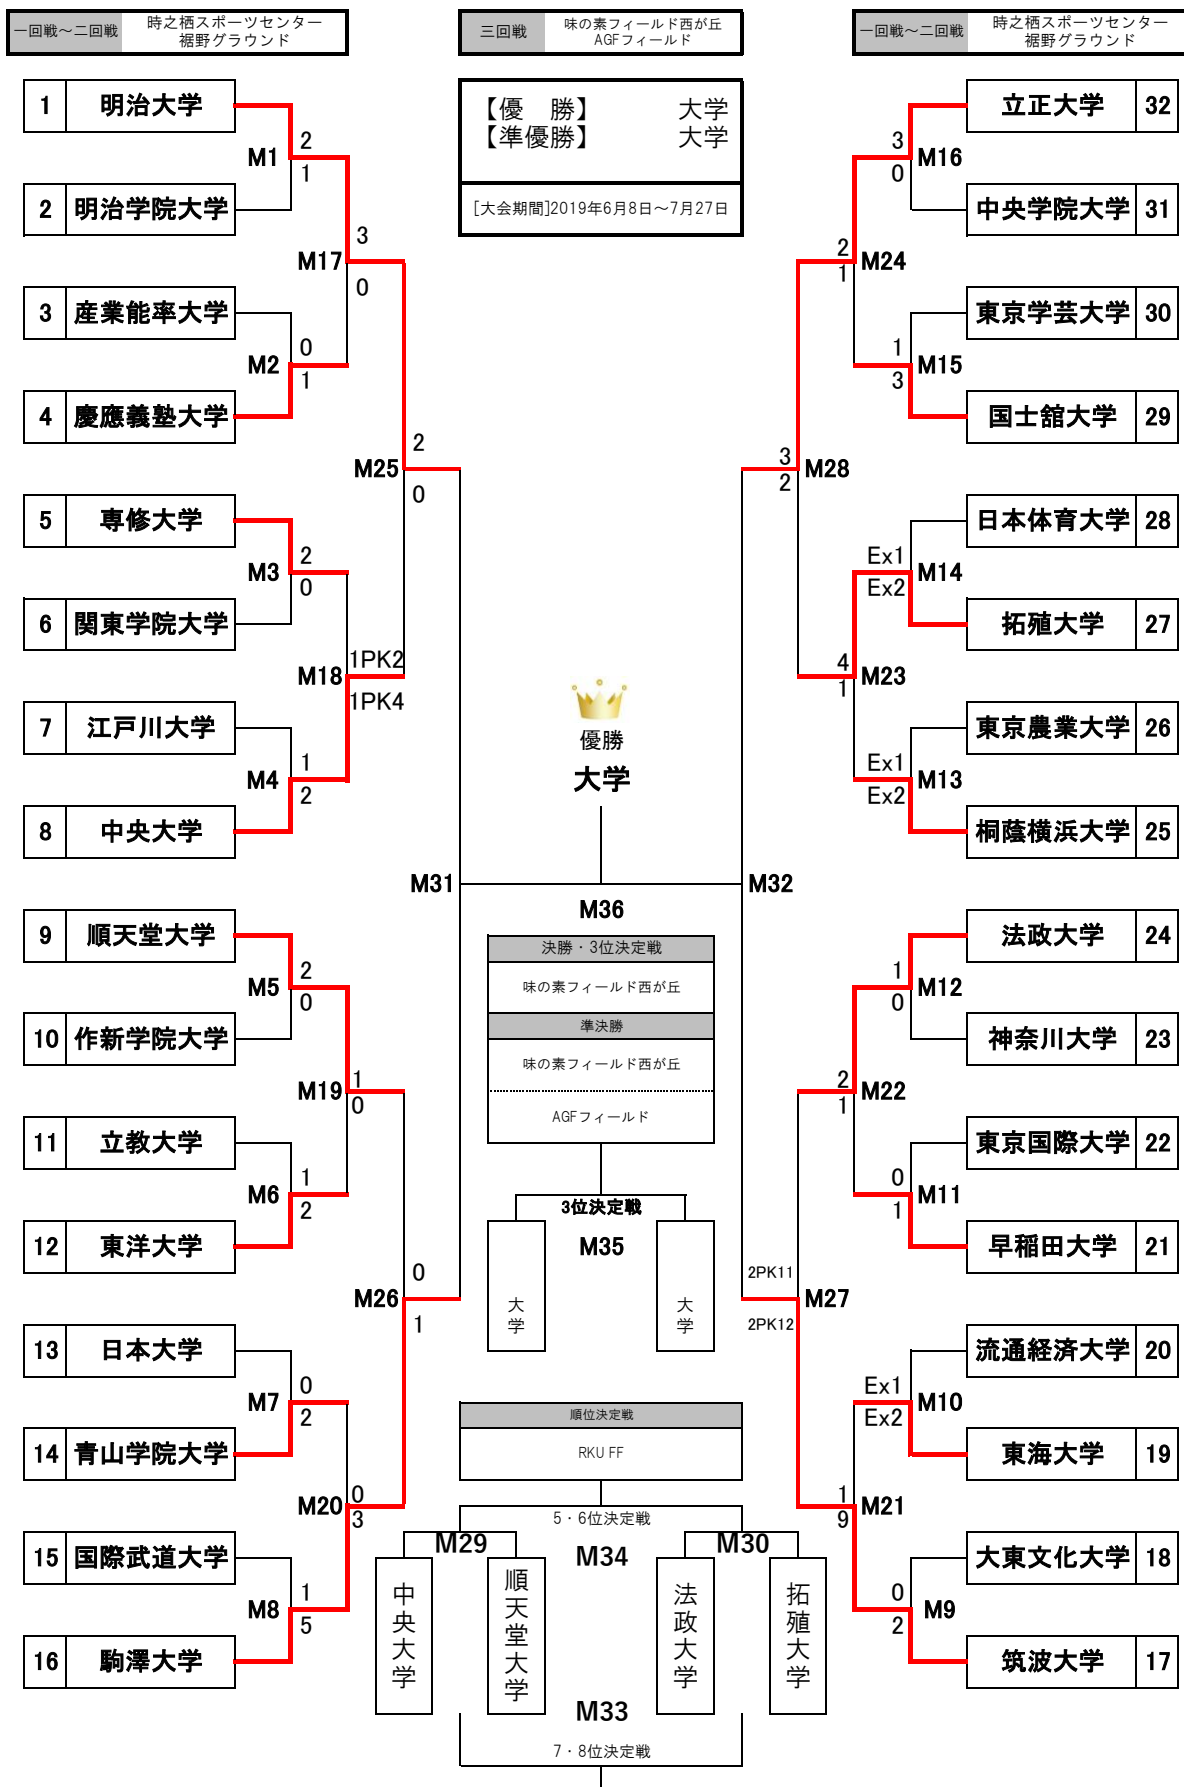 一回戦～二回戦 時之栖スポーツセンター
裾野グラウンド
三回戦 味の素フィールド西が丘
AGFフィールド
一回戦～二回戦 時之栖スポーツセンター
裾野グラウンド
【優　勝】 大学
【準優勝】 大学
[大会期間]2019年6月8日～7月27日
1 明治大学
M1
2
1
2 明治学院大学
M17
3
0
3 産業能率大学
M2
0
1
4 慶應義塾大学
M25
2
0
5 専修大学
M3
2
0
6 関東学院大学
M18
1PK2
1PK4
7 江戸川大学
M4
1
2
8 中央大学
M31
9 順天堂大学
M5
2
0
10 作新学院大学
M19
1
0
11 立教大学
M6
1
2
12 東洋大学
M26
0
1
13 日本大学
M7
0
2
14 青山学院大学
M20
0
3
15 国際武道大学
M8
1
5
16 駒澤大学
優勝
大学
M36
決勝・3位決定戦
味の素フィールド西が丘
準決勝
味の素フィールド西が丘
AGFフィールド
3位決定戦
M35
大学
大学
順位決定戦
RKU FF
5・6位決定戦
M29
M34
M30
中央大学
順天堂大学
法政大学
拓殖大学
M33
7・8位決定戦
立正大学 32
3
0
M16
中央学院大学 31
2
1
M24
東京学芸大学 30
1
3
M15
国士舘大学 29
3
2
M28
日本体育大学 28
Ex1
Ex2
M14
拓殖大学 27
4
1
M23
東京農業大学 26
Ex1
Ex2
M13
桐蔭横浜大学 25
M32
法政大学 24
1
0
M12
神奈川大学 23
2
1
M22
東京国際大学 22
0
1
M11
早稲田大学 21
2PK11
2PK12
M27
流通経済大学 20
Ex1
Ex2
M10
東海大学 19
1
9
M21
大東文化大学 18
0
2
M9
筑波大学 17